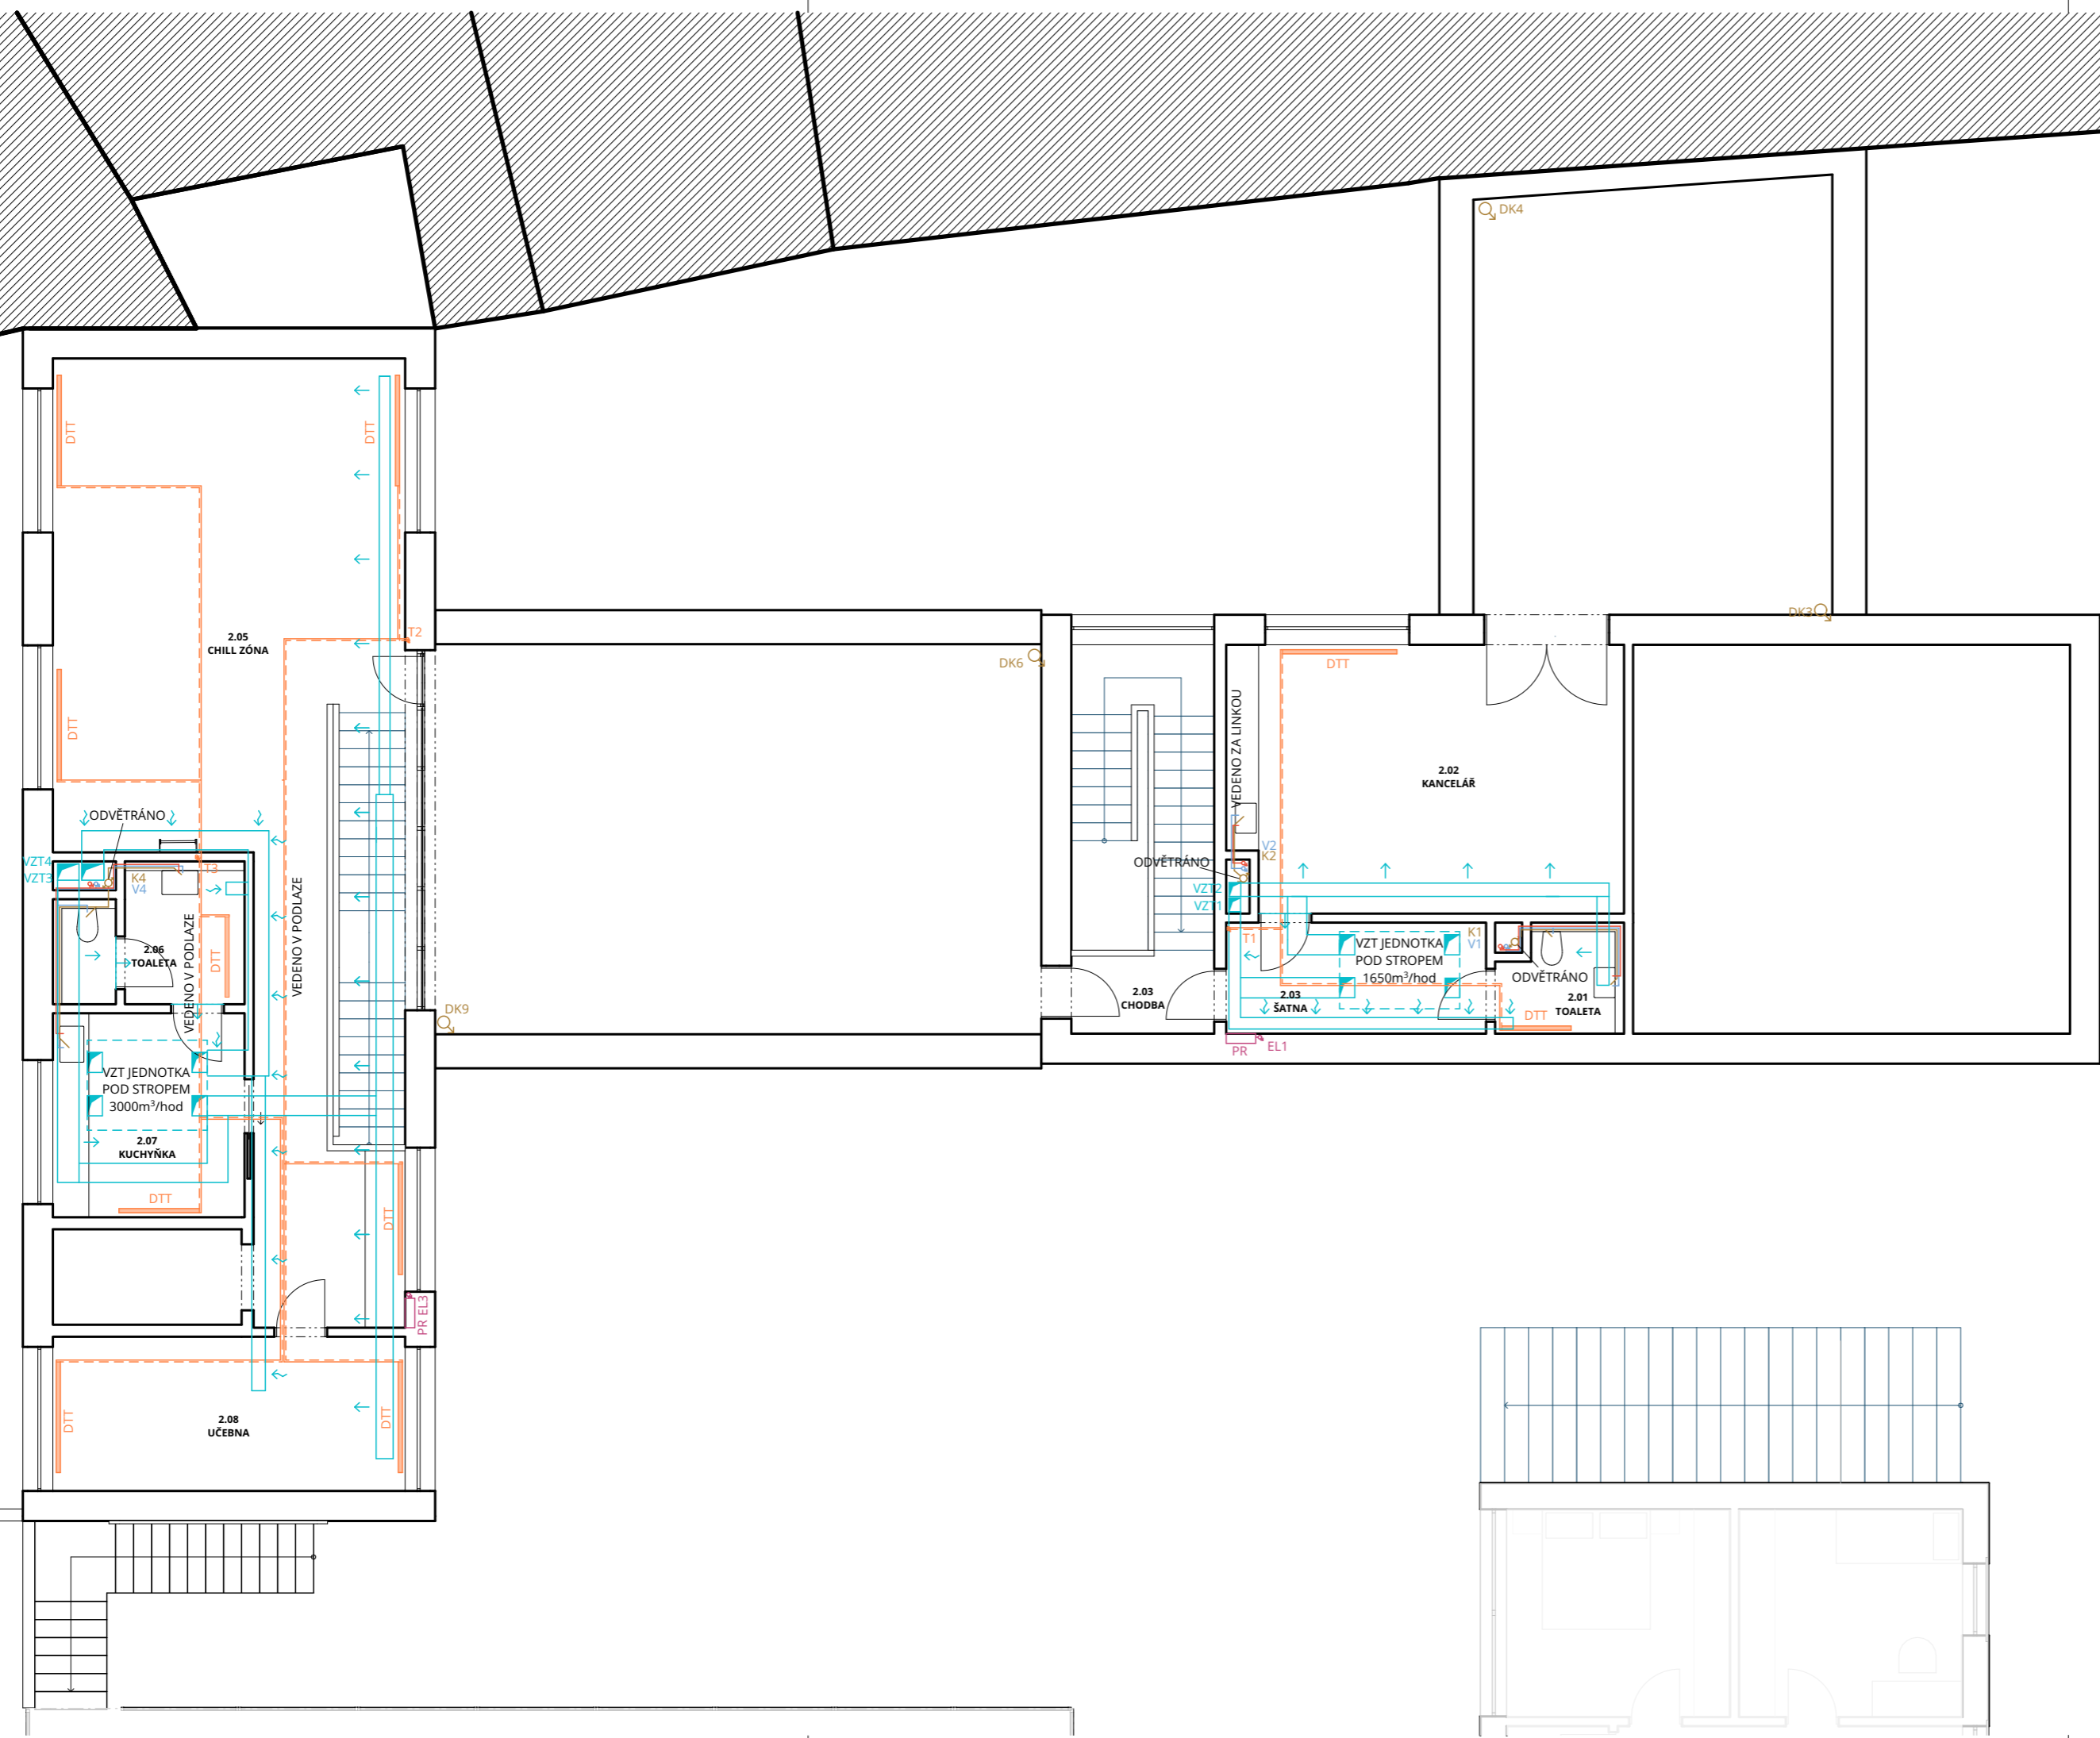 DK4
DTT
DTT
DK3
T2
2.05
CHILL ZÓNA
DK6
DTT
DTT
VEDENO ZA LINKOU
2.02
KANCELÁŘ
ODVĚTRÁNO
VZT4
VZT3
K4
V4
T3
VEDENO V PODLAZE
VEDENO V PODLAZE
2.06
TOALETA
DTT
ODVĚTRÁNO
V2
K2
VZT2
VZT1
T1
VZT JEDNOTKA
POD STROPEM
1650m³/hod
K1
V1
ODVĚTRÁNO
2.03
CHODBA
2.03
ŠATNA
2.01
TOALETA
DTT
DK9
PR
EL1
VZT JEDNOTKA
POD STROPEM
3000m³/hod
2.07
KUCHYŇKA
DTT
DTT
PR EL3
2.08
UČEBNA
DTT
DTT